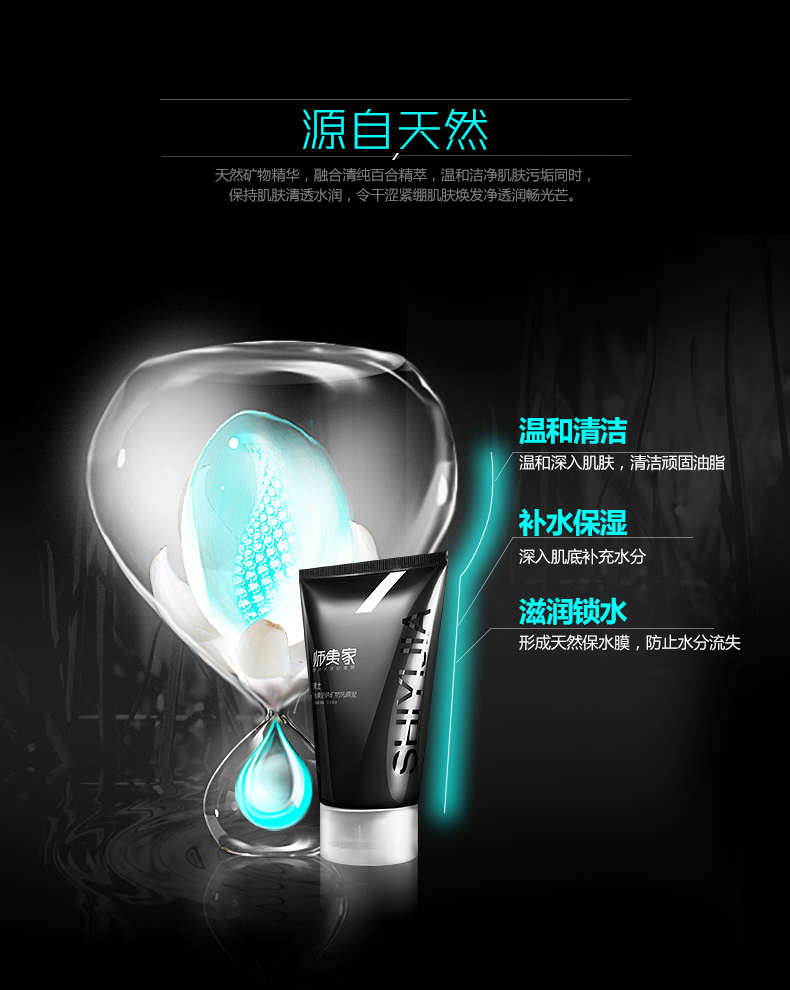 源自天然
天然矿物精华，融合清纯百合精萃，温和洁净肌肤污垢同时，
保持肌肤清透水润，令干涩紧绷肌肤焕发净透润畅光芒。
温和清洁
温和深入肌肤，清洁顽固油脂
补水保湿
深入肌底补充水分
滋润锁水
形成天然保水膜，防止水分流失
SHIYIJIA